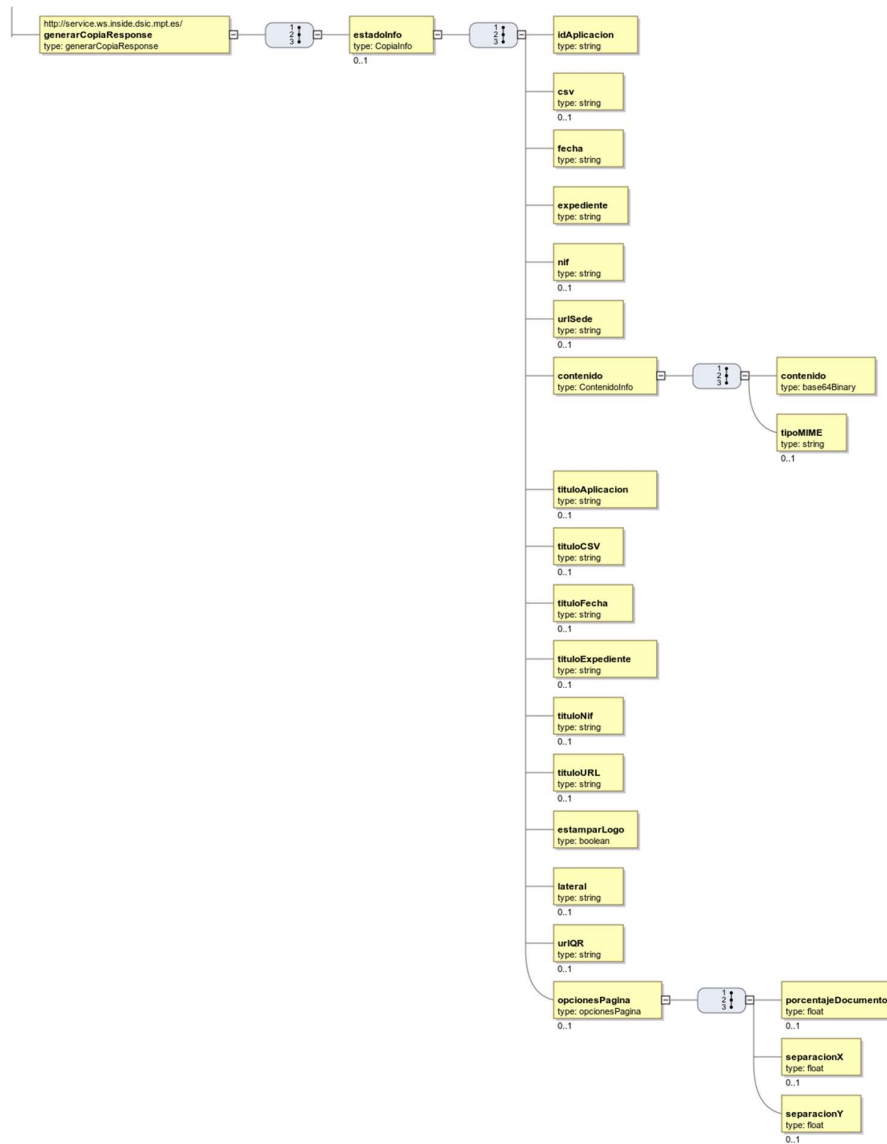 http://service.ws.inside.dsic.mpt.es/
generarCopiaResponse
type: generarCopiaResponse
1
2
3
estadoInfo
type: CopiaInfo
0..1
1
2
3
idAplicacion
type: string
csv
type: string
0..1
fecha
type: string
expediente
type: string
nif
type: string
0..1
urlSede
type: string
0..1
contenido
type: ContenidoInfo
1
2
3
contenido
type: base64Binary
tipoMIME
type: string
0..1
tituloAplicacion
type: string
0..1
tituloCSV
type: string
0..1
tituloFecha
type: string
0..1
tituloExpediente
type: string
0..1
tituloNif
type: string
0..1
tituloURL
type: string
0..1
estamparLogo
type: boolean
lateral
type: string
0..1
urlQR
type: string
0..1
opcionesPagina
type: opcionesPagina
0..1
1
2
3
porcentajeDocumento
type: float
0..1
separacionX
type: float
0..1
separacionY
type: float
0..1